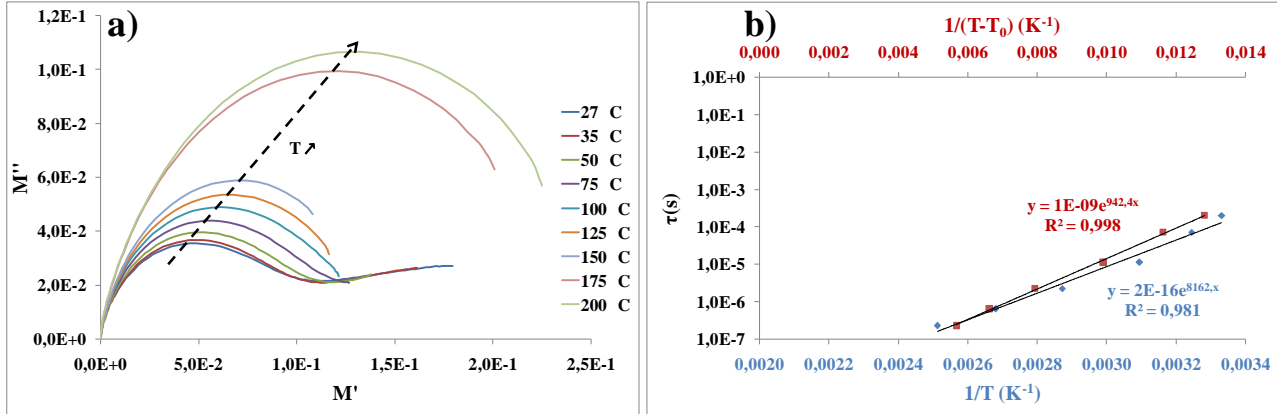 a)
1,2E-1
1,0E-1
8,0E-2
6,0E-2
4,0E-2
2,0E-2
0,0E+0
M''
T↗
27 C
35 C
50 C
75 C
100 C
125 C
150 C
175 C
200 C
0,0E+0 5,0E-2 1,0E-1 1,5E-1 2,0E-1 2,5E-1
M'
b)
1/(T-T₀) (K⁻¹)
0,000 0,002 0,004 0,005 0,006 0,008 0,010 0,012 0,014
1,0E+0
1,0E-1
1,0E-2
1,0E-3
1,0E-4
1,0E-5
1,0E-6
1,0E-7
τ(s)
y = 1E-09e⁹⁴²,⁴ˣ
R² = 0,998
y = 2E-16e⁸¹⁶²,ˣ
R² = 0,981
0,0020 0,0022 0,0024 0,0026 0,0028 0,0030 0,0032 0,0034
1/T (K⁻¹)